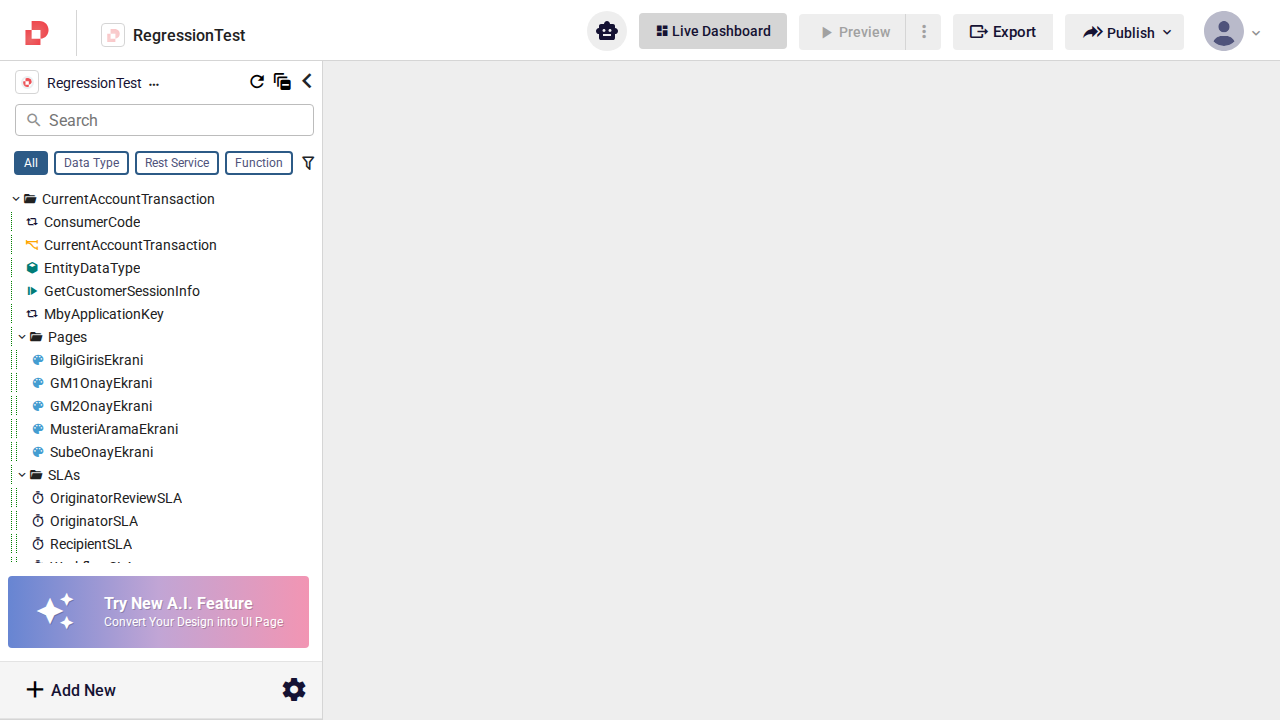 RegressionTest
Live Dashboard
Preview
Export
Publish
RegressionTest ...
Search
All
Data Type
Rest Service
Function
CurrentAccountTransaction
ConsumerCode
CurrentAccountTransaction
EntityDataType
GetCustomerSessionInfo
MbyApplicationKey
Pages
BilgiGirisEkrani
GM1OnayEkrani
GM2OnayEkrani
MusteriAramaEkrani
SubeOnayEkrani
SLAs
OriginatorReviewSLA
OriginatorSLA
RecipientSLA
Try New A.I. Feature
Convert Your Design into UI Page
Add New